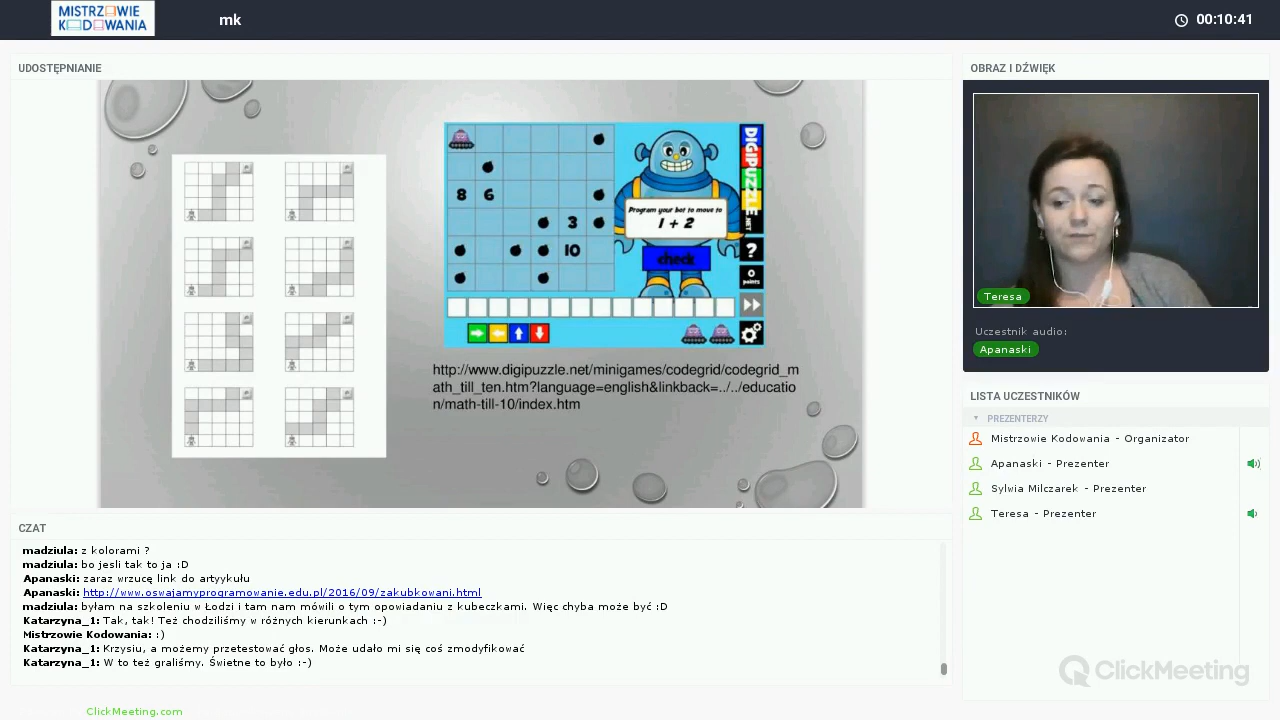 MISTRZOWIE
KODOWANIA
mk
00:10:41
UDOSTĘPNIANIE
8 6
3
10
Program your bot to move to
1 + 2
check
DIGIPUZZLE.NET
?
0
points
http://www.digipuzzle.net/minigames/codegrid/codegrid_m
ath_till_ten.htm?language=english&linkback=../../educatio
n/math-till-10/index.htm
OBRAZ I DŹWIĘK
Teresa
Uczestnik audio:
Apanaski
LISTA UCZESTNIKÓW
PREZENTERZY
Mistrzowie Kodowania - Organizator
Apanaski - Prezenter
Sylwia Milczarek - Prezenter
Teresa - Prezenter
CZAT
madziula: z kolorami ?
madziula: bo jesli tak to ja :D
Apanaski: zaraz wrzucę link do artyykułu
Apanaski: http://www.oswajamyprogramowanie.edu.pl/2016/09/zakubkowani.html
madziula: byłam na szkoleniu w Łodzi i tam nam mówili o tym opowiadaniu z kubeczkami. Więc chyba może być :D
Katarzyna_1: Tak, tak! Też chodziliśmy w różnych kierunkach :-)
Mistrzowie Kodowania: :)
Katarzyna_1: Krzysiu, a możemy przetestować głos. Może udało mi się coś zmodyfikować
Katarzyna_1: W to też graliśmy. Świetne to było :-)
ClickMeeting
ClickMeeting.com